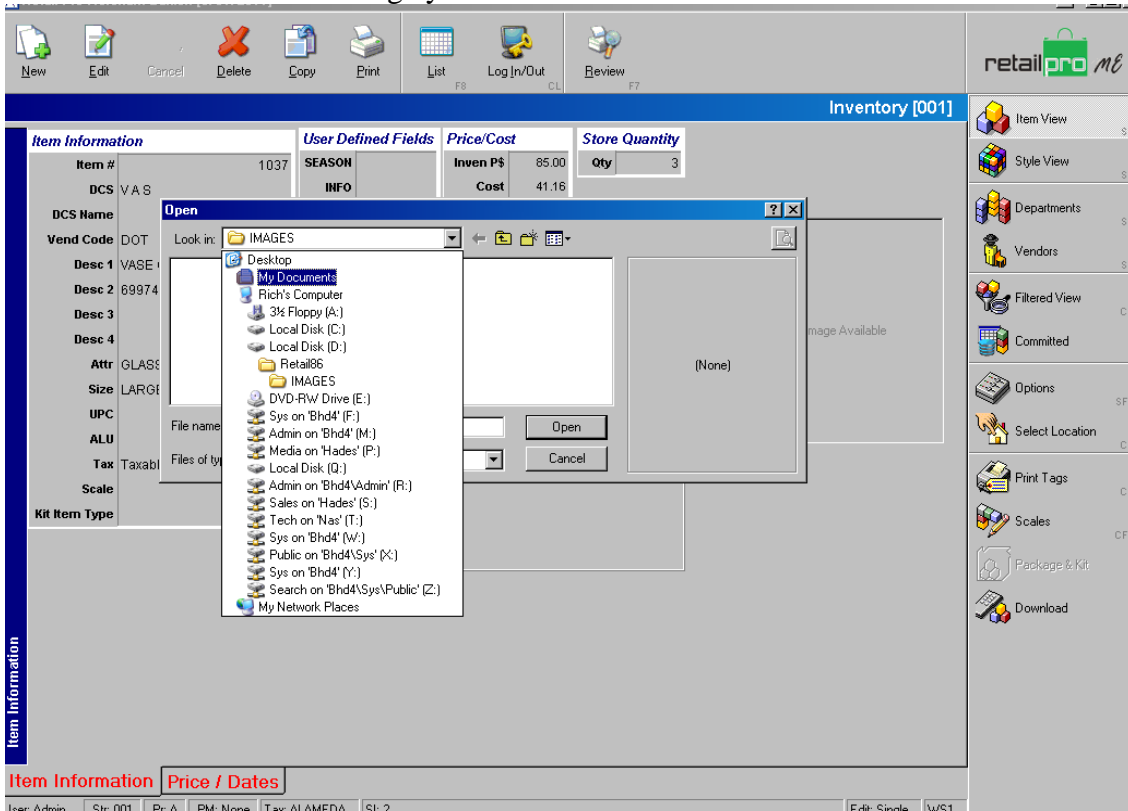 New Edit Cancel Delete Copy Print List F8 Log In/Out CL Review F7
retail pro ME
Inventory [001]
Item Information
Item # 1037
DCS V A S
DCS Name
Vend Code DOT
Desc 1 VASE
Desc 2 69974
Desc 3
Desc 4
Attr GLASS
Size LARGE
UPC
ALU
Tax Taxabl
Scale
Kit Item Type
User Defined Fields
SEASON
INFO
Price/Cost
Inven P$ 85.00
Cost 41.16
Store Quantity
Qty 3
Open
Look in: IMAGES
Desktop
My Documents
Rich's Computer
3½ Floppy (A:)
Local Disk (C:)
Local Disk (D:)
Retail86
IMAGES
DVD-RW Drive (E:)
Sys on 'Bhd4' (F:)
Admin on 'Bhd4' (M:)
Media on 'Hades' (P:)
Local Disk (Q:)
Admin on 'Bhd4\Admin' (R:)
Sales on 'Hades' (S:)
Tech on 'Nas' (T:)
Sys on 'Bhd4' (W:)
Public on 'Bhd4\Sys' (X:)
Sys on 'Bhd4' (Y:)
Search on 'Bhd4\Sys\Public' (Z:)
My Network Places
File name
Files of ty
Open
Cancel
(None)
mage Available
Item View S
Style View S
Departments S
Vendors S
Filtered View C
Committed
Options SF
Select Location C
Print Tags C
Scales CF
Package & Kit
Download
Item Information
Item Information Price / Dates
User: Admin Str: 001 Pr: A PM: None Tax: ALAMEDA SI: 2 Edit: Single WS1